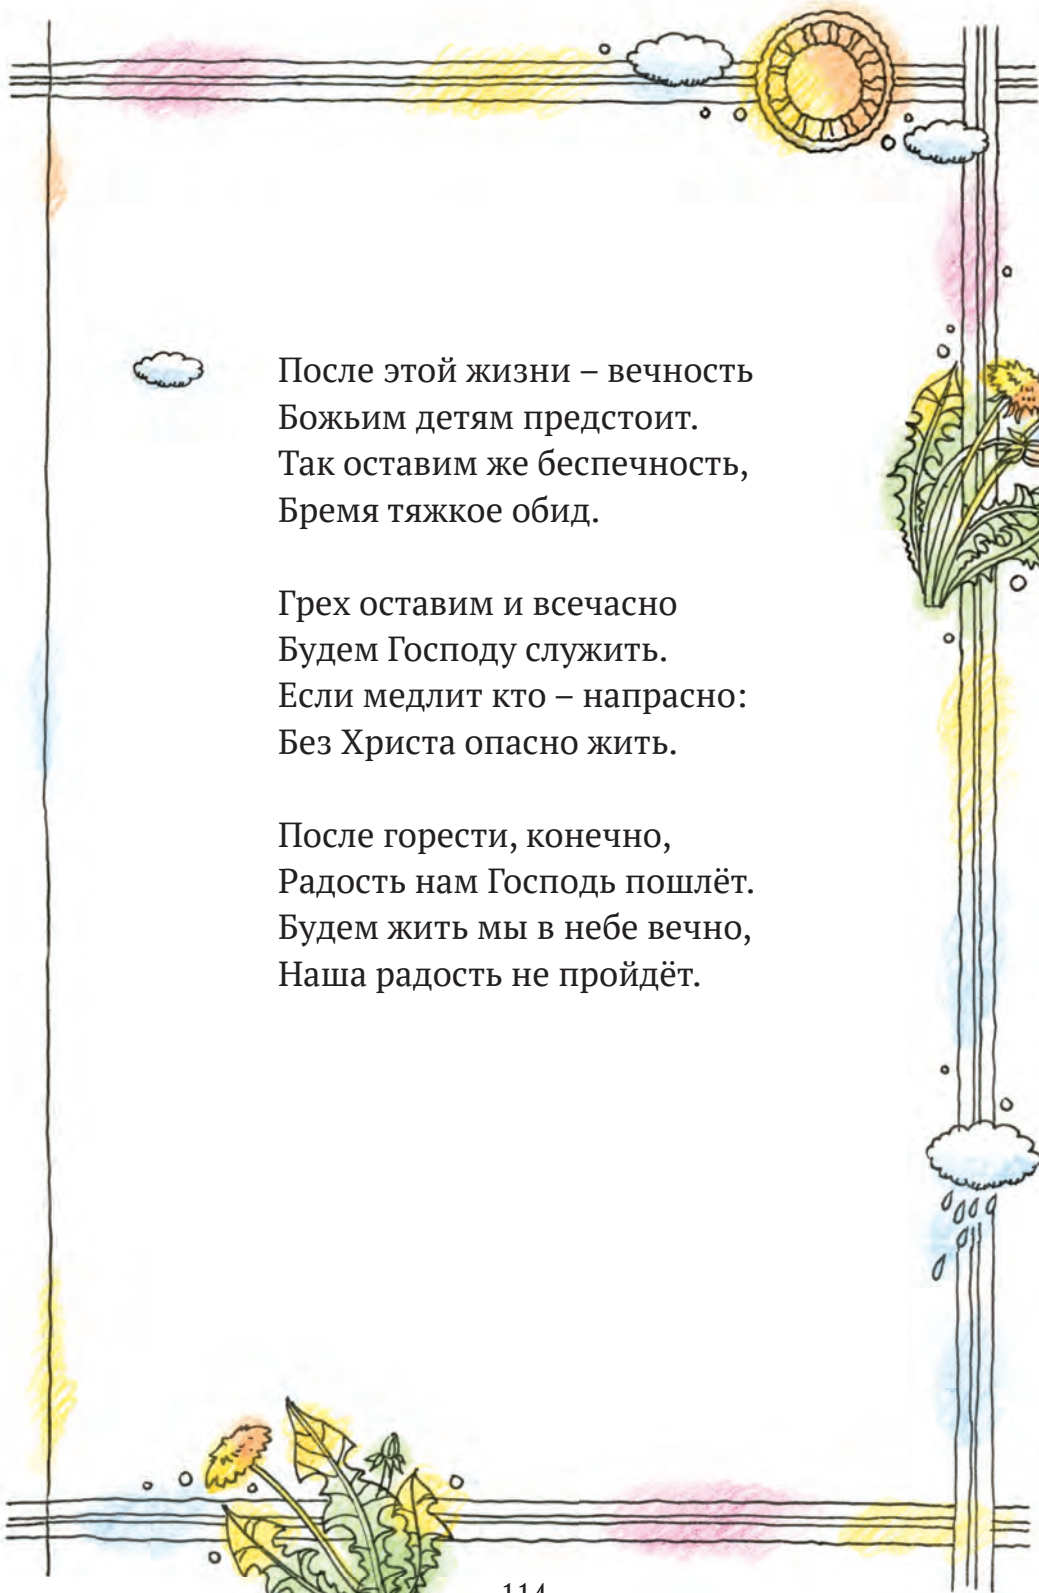 После этой жизни – вечность
Божьим детям предстоит.
Так оставим же беспечность,
Бремя тяжкое обид.
Грех оставим и всечасно
Будем Господу служить.
Если медлит кто – напрасно:
Без Христа опасно жить.
После горести, конечно,
Радость нам Господь пошлёт.
Будем жить мы в небе вечно,
Наша радость не пройдёт.
114